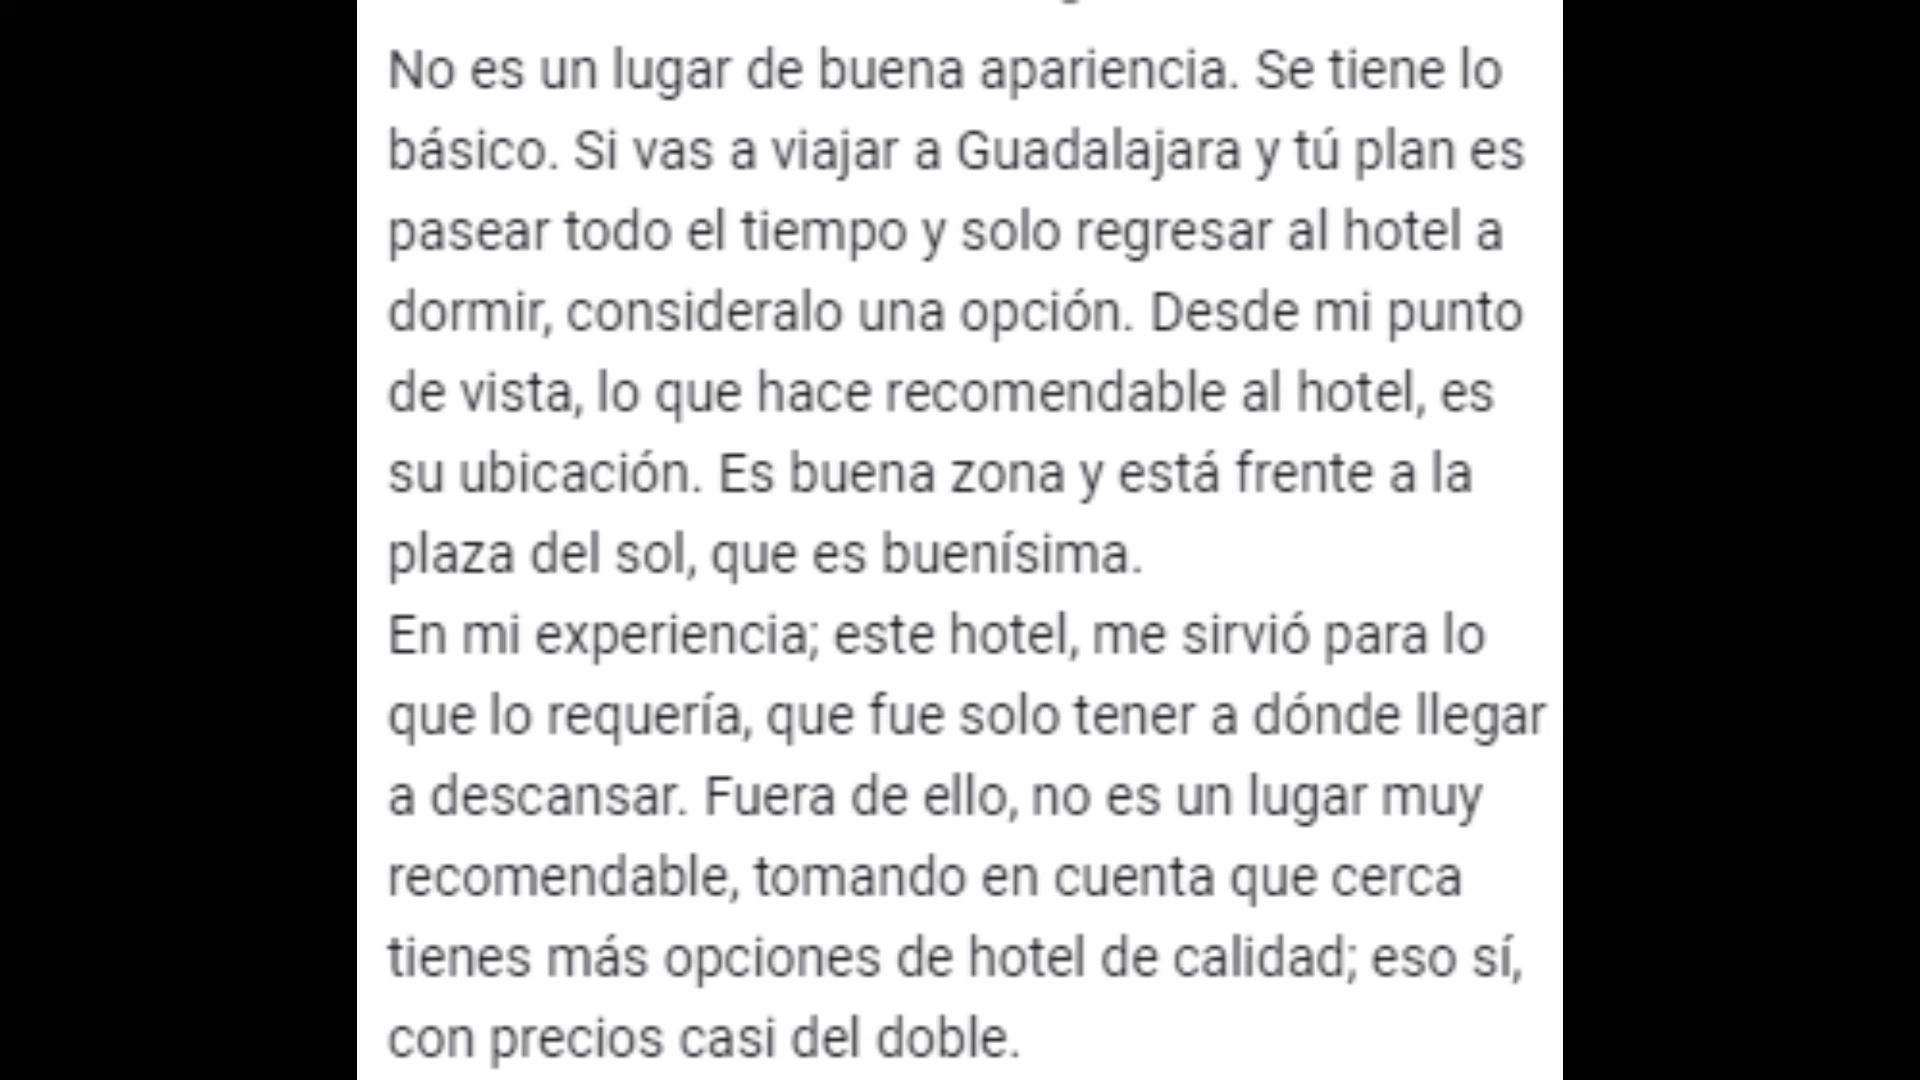 No es un lugar de buena apariencia. Se tiene lo
básico. Si vas a viajar a Guadalajara y tú plan es
pasear todo el tiempo y solo regresar al hotel a
dormir, consideralo una opción. Desde mi punto
de vista, lo que hace recomendable al hotel, es
su ubicación. Es buena zona y está frente a la
plaza del sol, que es buenísima.
En mi experiencia; este hotel, me sirvió para lo
que lo requería, que fue solo tener a dónde llegar
a descansar. Fuera de ello, no es un lugar muy
recomendable, tomando en cuenta que cerca
tienes más opciones de hotel de calidad; eso sí,
con precios casi del doble.